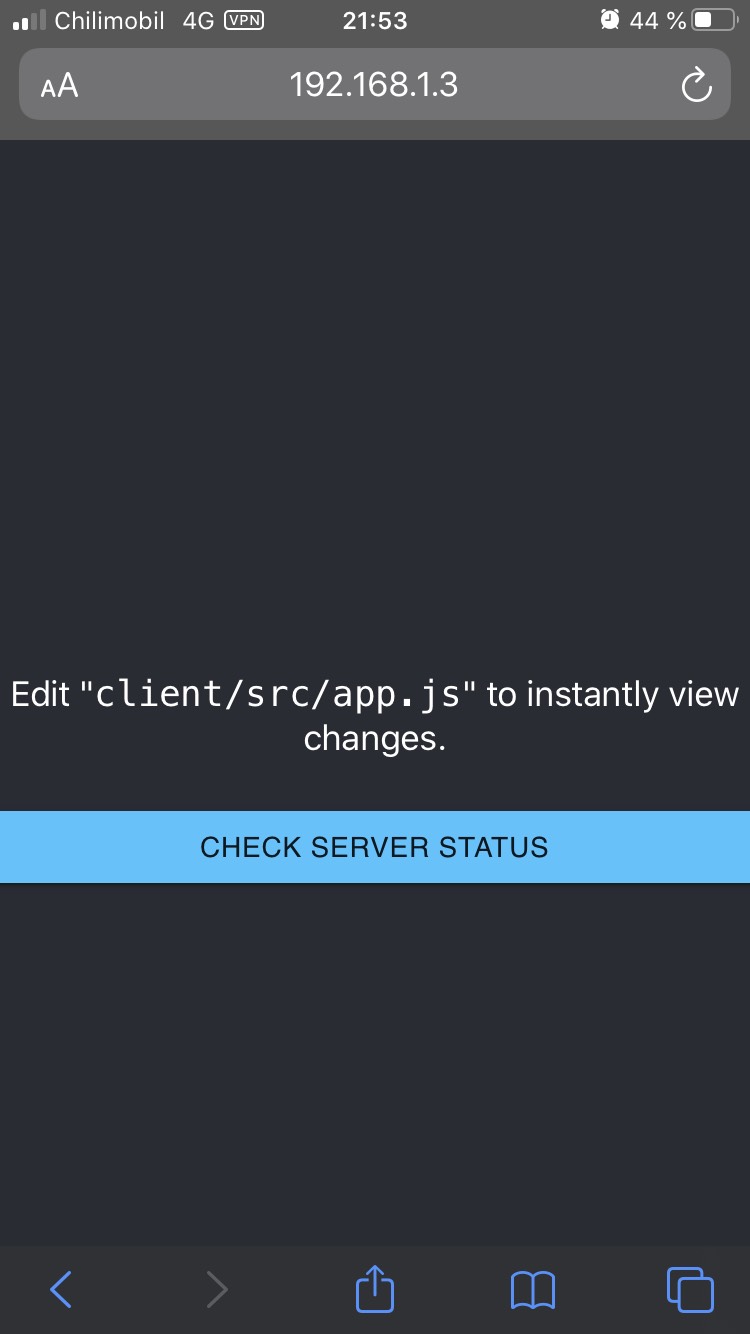 Chilimobil 4G VPN 21:53 44 %
AA 192.168.1.3
Edit "client/src/app.js" to instantly view
changes.
CHECK SERVER STATUS